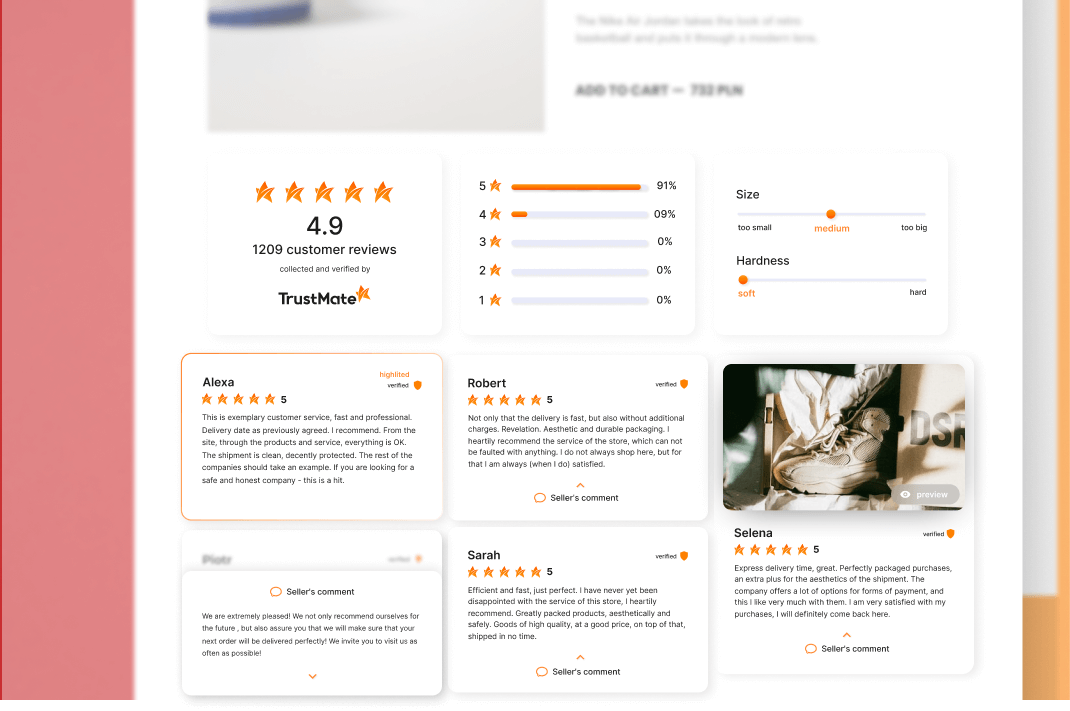 The Nike Air Jordan takes the look of retro
basketball and puts it through a modern lens.
ADD TO CART — 732 PLN
4.9
1209 customer reviews
collected and verified by
TrustMate
5 91%
4 09%
3 0%
2 0%
1 0%
Size
too small medium too big
Hardness
soft hard
highlited
Alexa verified
5
This is exemplary customer service, fast and professional.
Delivery date as previously agreed. I recommend. From the
site, through the products and service, everything is OK.
The shipment is clean, decently protected. The rest of the
companies should take an example. If you are looking for a
safe and honest company - this is a hit.
Robert verified
5
Not only that the delivery is fast, but also without additional
charges. Revelation. Aesthetic and durable packaging. I
heartily recommend the service of the store, which can not
be faulted with anything. I do not always shop here, but for
that I am always (when I do) satisfied.
Seller's comment
DSR
preview
Selena verified
5
Express delivery time, great. Perfectly packaged purchases,
an extra plus for the aesthetics of the shipment. The
company offers a lot of options for forms of payment, and
this I like very much with them. I am very satisfied with my
purchases, I will definitely come back here.
Seller's comment
Piotr verified
Seller's comment
We are extremely pleased! We not only recommend ourselves for
the future , but also assure you that we will make sure that your
next order will be delivered perfectly! We invite you to visit us as
often as possible!
Sarah verified
5
Efficient and fast, just perfect. I have never yet been
disappointed with the service of this store, I heartily
recommend. Greatly packed products, aesthetically and
safely. Goods of high quality, at a good price, on top of that,
shipped in no time.
Seller's comment